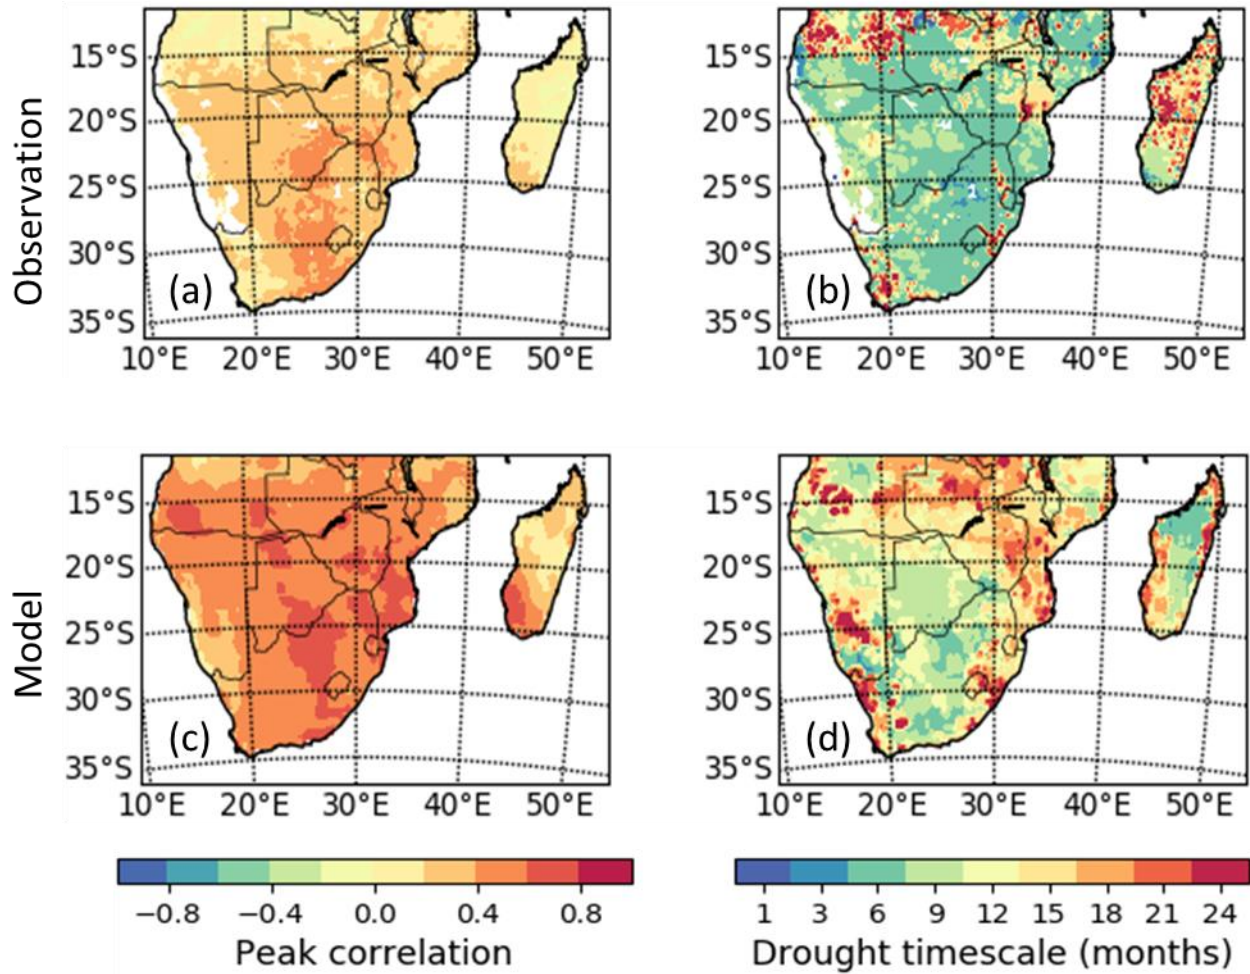 Observation
15°S
20°S
25°S
30°S
35°S
(a)
10°E 20°E 30°E 40°E 50°E
15°S
20°S
25°S
30°S
35°S
(b)
10°E 20°E 30°E 40°E 50°E
Model
15°S
20°S
25°S
30°S
35°S
(c)
10°E 20°E 30°E 40°E 50°E
15°S
20°S
25°S
30°S
35°S
(d)
10°E 20°E 30°E 40°E 50°E
−0.8 −0.4 0.0 0.4 0.8
Peak correlation
1 3 6 9 12 15 18 21 24
Drought timescale (months)